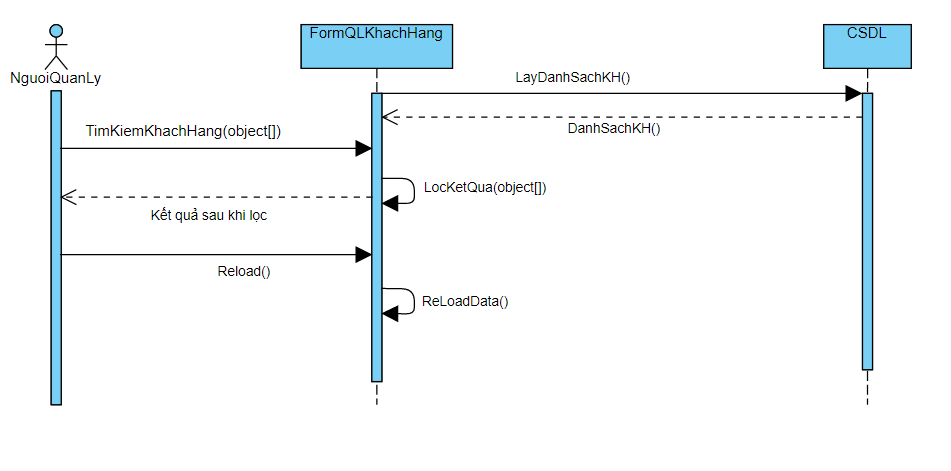 FormQLKhachHang
CSDL
NguoiQuanLy
LayDanhSachKH()
DanhSachKH()
TimKiemKhachHang(object[])
LocKetQua(object[])
Kết quả sau khi lọc
Reload()
ReLoadData()